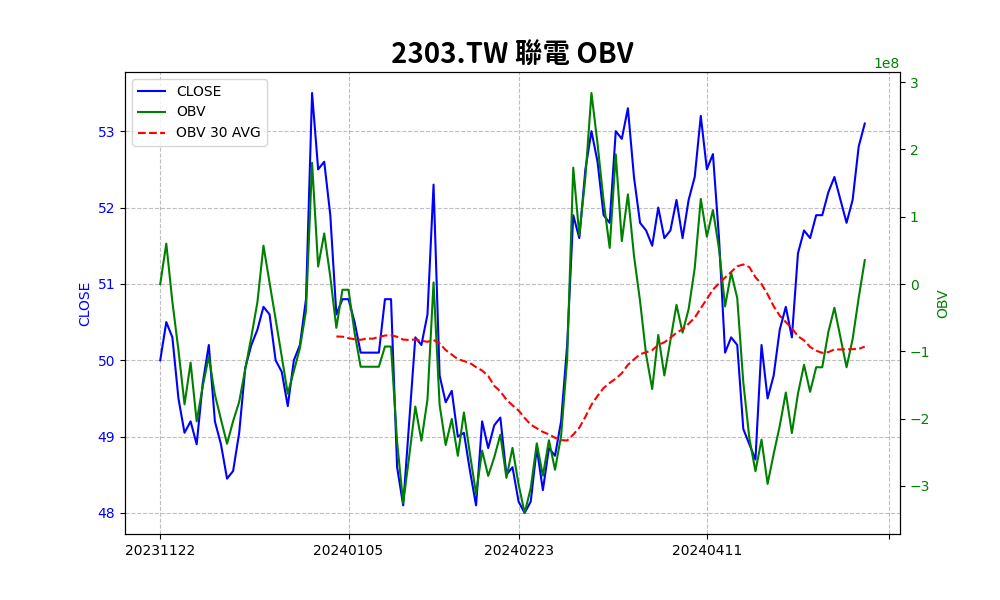 2303.TW 聯電 OBV
1e8
CLOSE
OBV
OBV 30 AVG
53
52
51
50
49
48
CLOSE
3
2
1
0
−1
−2
−3
OBV
20231122
20240105
20240223
20240411